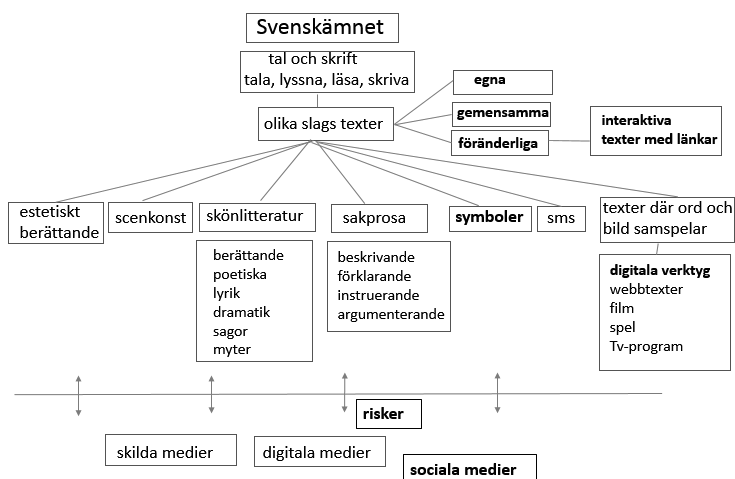 Svenskämnet
tal och skrift
tala, lyssna, läsa, skriva
olika slags texter
egna
gemensamma
föränderliga
interaktiva
texter med länkar
estetiskt
berättande
scenkonst
skönlitteratur
sakprosa
symboler
sms
texter där ord och
bild samspelar
berättande
poetiska
lyrik
dramatik
sagor
myter
beskrivande
förklarande
instruerande
argumenterande
digitala verktyg
webbtexter
film
spel
Tv-program
risker
skilda medier
digitala medier
sociala medier